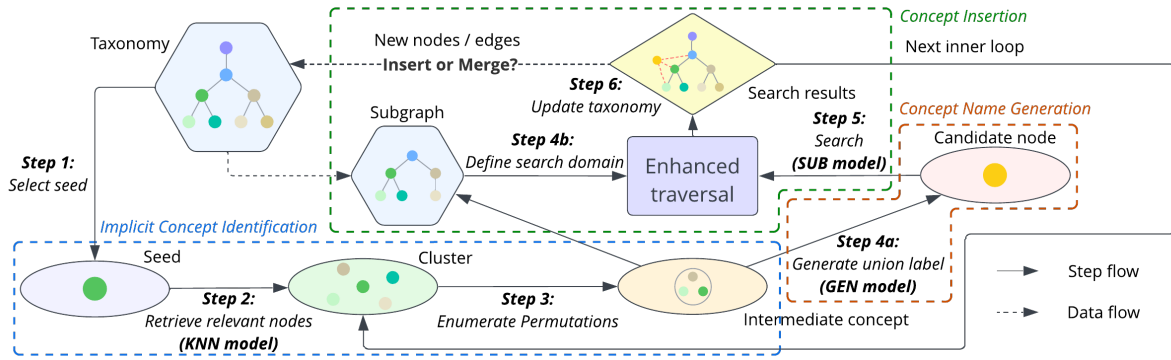 Concept Insertion
Taxonomy
New nodes / edges
Insert or Merge?
Next inner loop
Step 6:
Update taxonomy
Search results
Concept Name Generation
Subgraph
Step 5:
Search
(SUB model)
Candidate node
Step 4b:
Define search domain
Enhanced
traversal
Step 1:
Select seed
Implicit Concept Identification
Seed
Cluster
Step 4a:
Generate union label
(GEN model)
Step 2:
Retrieve relevant nodes
(KNN model)
Step 3:
Enumerate Permutations
Intermediate concept
Step flow
Data flow